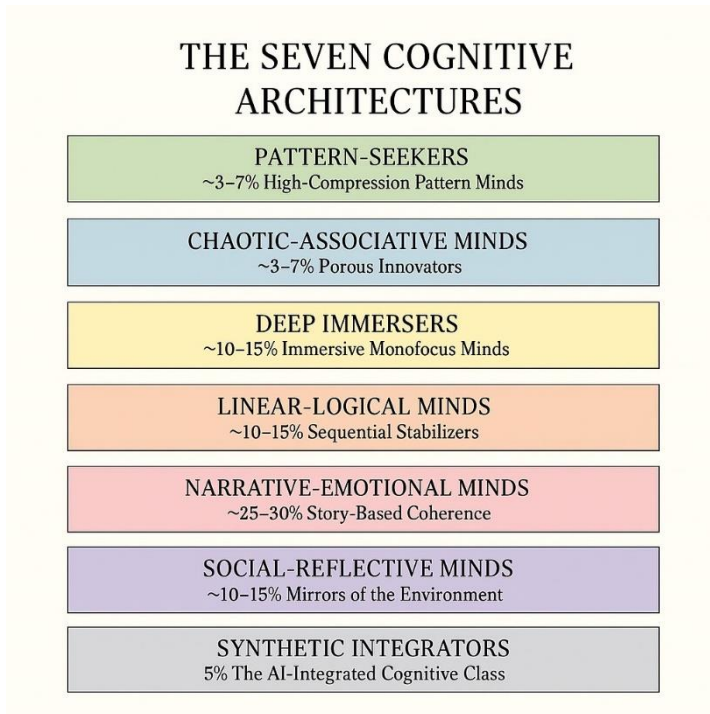 THE SEVEN COGNITIVE
ARCHITECTURES
PATTERN-SEEKERS
~3–7% High-Compression Pattern Minds
CHAOTIC-ASSOCIATIVE MINDS
~3–7% Porous Innovators
DEEP IMMERSERS
~10–15% Immersive Monofocus Minds
LINEAR-LOGICAL MINDS
~10–15% Sequential Stabilizers
NARRATIVE-EMOTIONAL MINDS
~25–30% Story-Based Coherence
SOCIAL-REFLECTIVE MINDS
~10–15% Mirrors of the Environment
SYNTHETIC INTEGRATORS
5% The AI-Integrated Cognitive Class